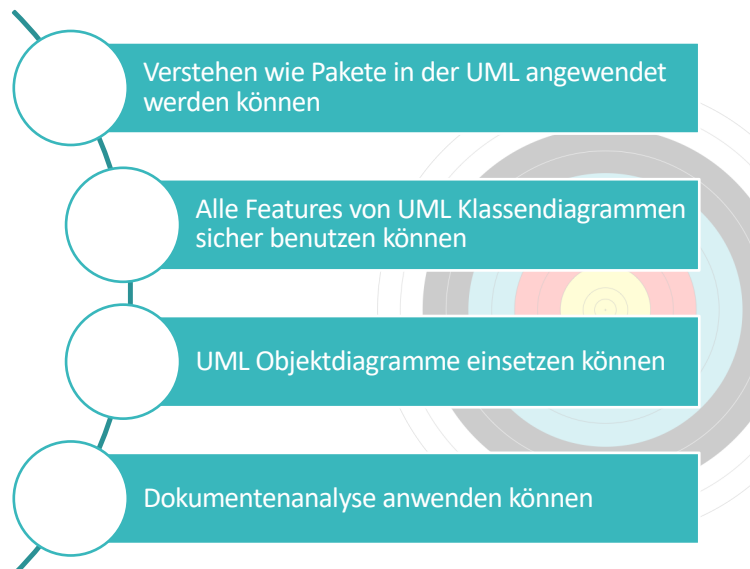 Verstehen wie Pakete in der UML angewendet
werden können
Alle Features von UML Klassendiagrammen
sicher benutzen können
UML Objektdiagramme einsetzen können
Dokumentenanalyse anwenden können